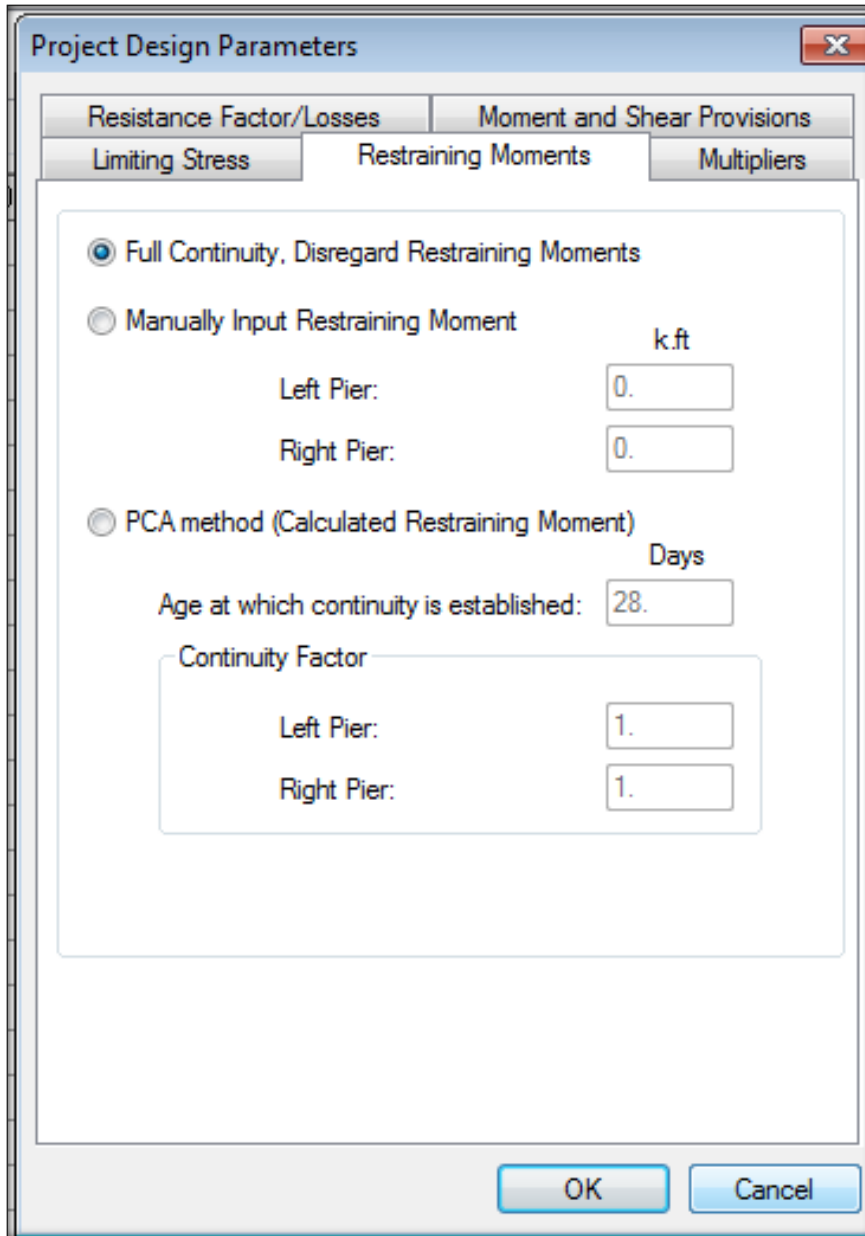 Project Design Parameters
Resistance Factor/Losses Moment and Shear Provisions
Limiting Stress Restraining Moments Multipliers
Full Continuity, Disregard Restraining Moments
Manually Input Restraining Moment
k.ft
Left Pier: 0.
Right Pier: 0.
PCA method (Calculated Restraining Moment)
Days
Age at which continuity is established: 28.
Continuity Factor
Left Pier: 1.
Right Pier: 1.
OK Cancel